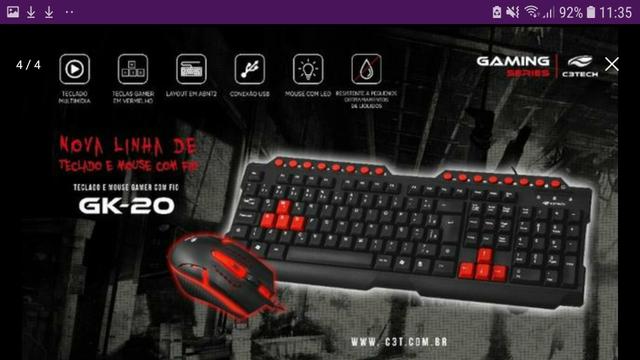 92% 11:35
4 / 4
GAMING
SERIES
C3TECH
TECLADO
MULTIMÍDIA
TECLAS GAMER
EM VERMELHO
LAYOUT EM ABNT2
CONEXÃO USB
MOUSE COM LED
RESISTENTE A PEQUENOS
DERRAMAMENTOS
DE LÍQUIDOS
NOVA LINHA DE
TECLADO E MOUSE COM FIO
TECLADO E MOUSE GAMER COM FIO
GK-20
WWW.C3T.COM.BR